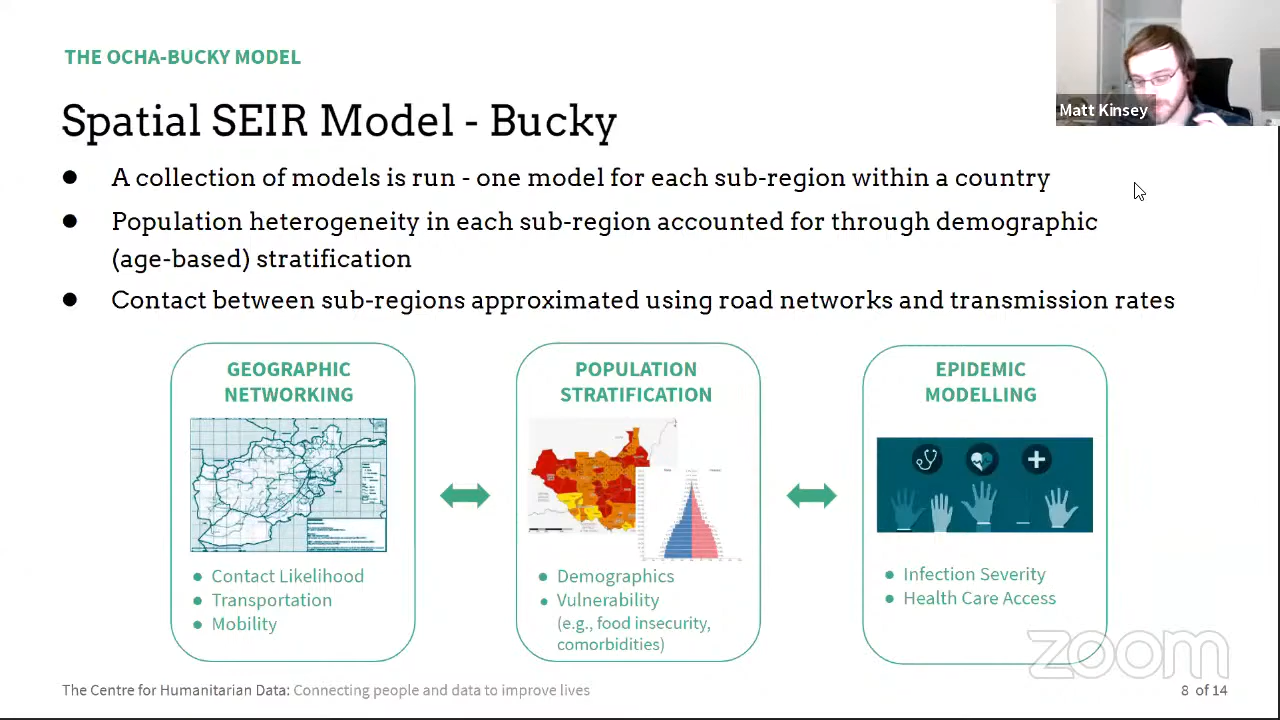 THE OCHA-BUCKY MODEL
Matt Kinsey
Spatial SEIR Model - Bucky
● A collection of models is run - one model for each sub-region within a country
● Population heterogeneity in each sub-region accounted for through demographic
(age-based) stratification
● Contact between sub-regions approximated using road networks and transmission rates
GEOGRAPHIC
NETWORKING
● Contact Likelihood
● Transportation
● Mobility
POPULATION
STRATIFICATION
● Demographics
● Vulnerability
(e.g., food insecurity,
comorbidities)
EPIDEMIC
MODELLING
● Infection Severity
● Health Care Access
zoom
The Centre for Humanitarian Data: Connecting people and data to improve lives
8 of 14